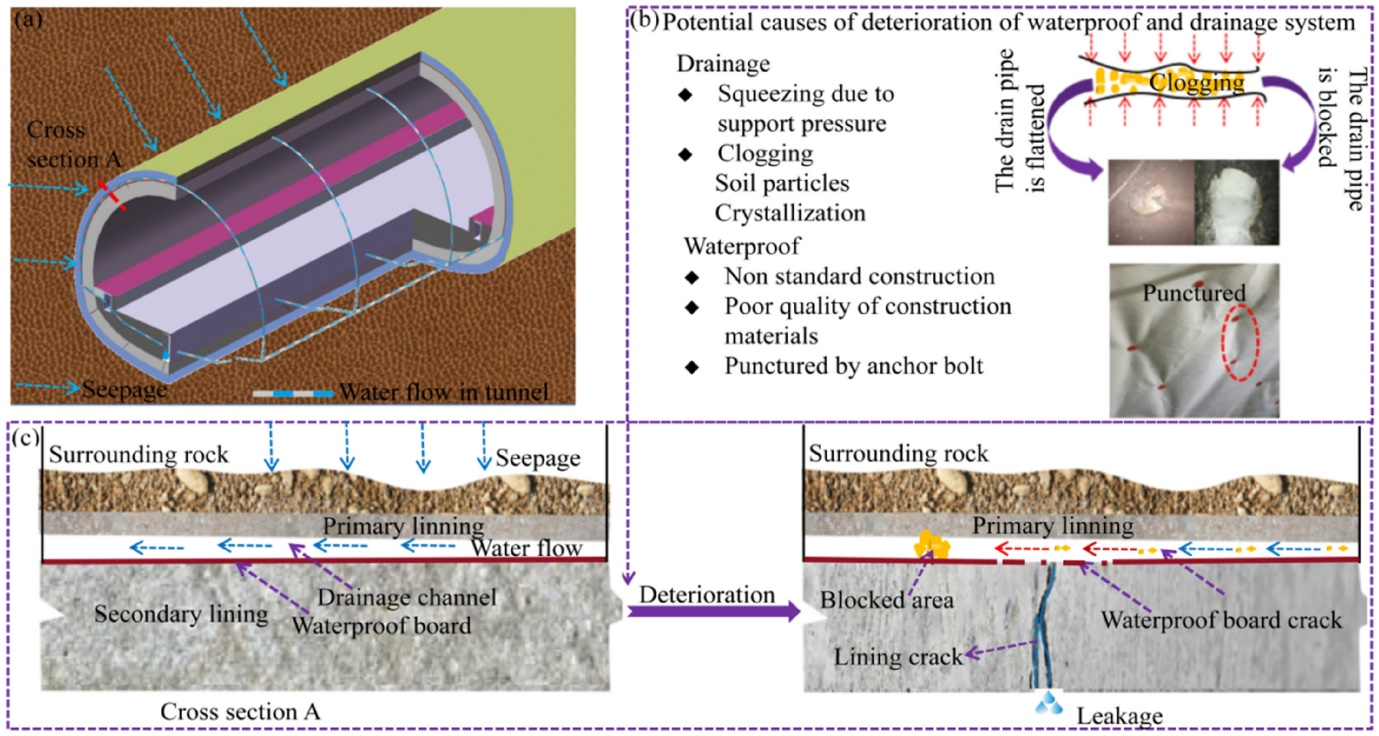 (a)
Cross
section A
Seepage
Water flow in tunnel
(b) Potential causes of deterioration of waterproof and drainage system
Drainage
◆ Squeezing due to
support pressure
◆ Clogging
Soil particles
Crystallization
Waterproof
◆ Non standard construction
◆ Poor quality of construction
materials
◆ Punctured by anchor bolt
The drain pipe
is flattened
Clogging
The drain pipe
is blocked
Punctured
(c)
Surrounding rock
Seepage
Primary linning
Water flow
Secondary lining
Drainage channel
Waterproof board
Cross section A
Deterioration
Surrounding rock
Primary linning
Blocked area
Waterproof board crack
Lining crack
Leakage